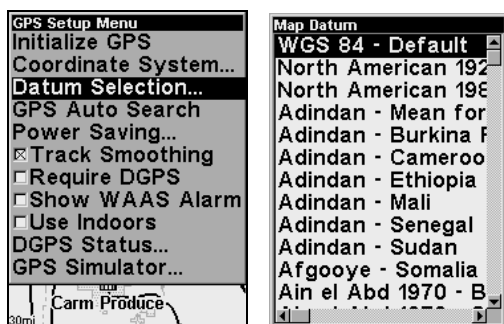 GPS Setup Menu
Initialize GPS
Coordinate System...
Datum Selection...
GPS Auto Search
Power Saving...
Track Smoothing
Require DGPS
Show WAAS Alarm
Use Indoors
DGPS Status...
GPS Simulator...
Carm Produce
30mi
Map Datum
WGS 84 - Default
North American 192
North American 198
Adindan - Mean for
Adindan - Burkina F
Adindan - Cameroo
Adindan - Ethiopia
Adindan - Mali
Adindan - Senegal
Adindan - Sudan
Afgooye - Somalia
Ain el Abd 1970 - B